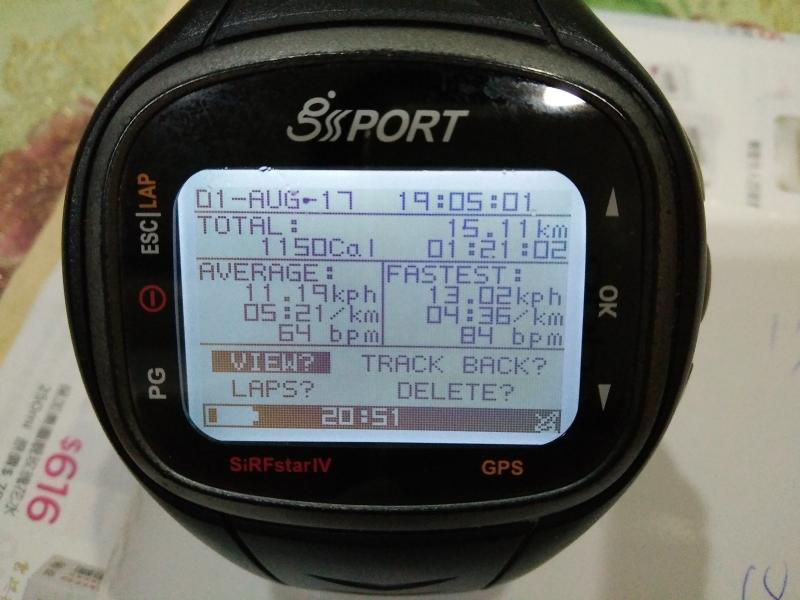 gsPORT
01-AUG-17 19:05:01
TOTAL: 15.11km
1150Cal 01:21:02
AVERAGE: FASTEST:
11.19kph 13.02kph
05:21/km 04:36/km
64 bpm 84 bpm
VIEW? TRACK BACK?
LAPS? DELETE?
20:51
ESC|LAP
PG
OK
SiRFstarIV
GPS
$616